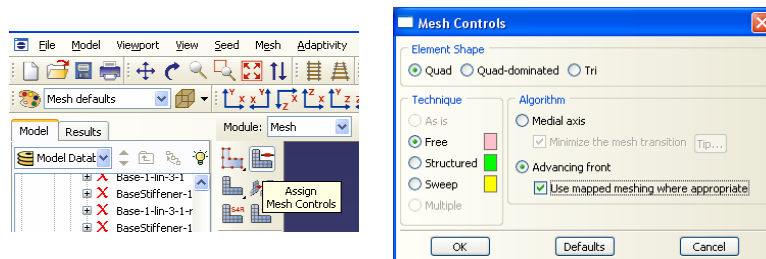 File Model Viewport View Seed Mesh Adaptivity
Mesh defaults
Model Results
Module: Mesh
Model Datab
Base-1-lin-3-1
BaseStiffener-1
Base-1-lin-3-1-r
BaseStiffener-1
S4R
Assign
Mesh Controls
Mesh Controls
Element Shape
Quad Quad-dominated Tri
Technique
As is
Free
Structured
Sweep
Multiple
Algorithm
Medial axis
Minimize the mesh transition Tip...
Advancing front
Use mapped meshing where appropriate
OK Defaults Cancel